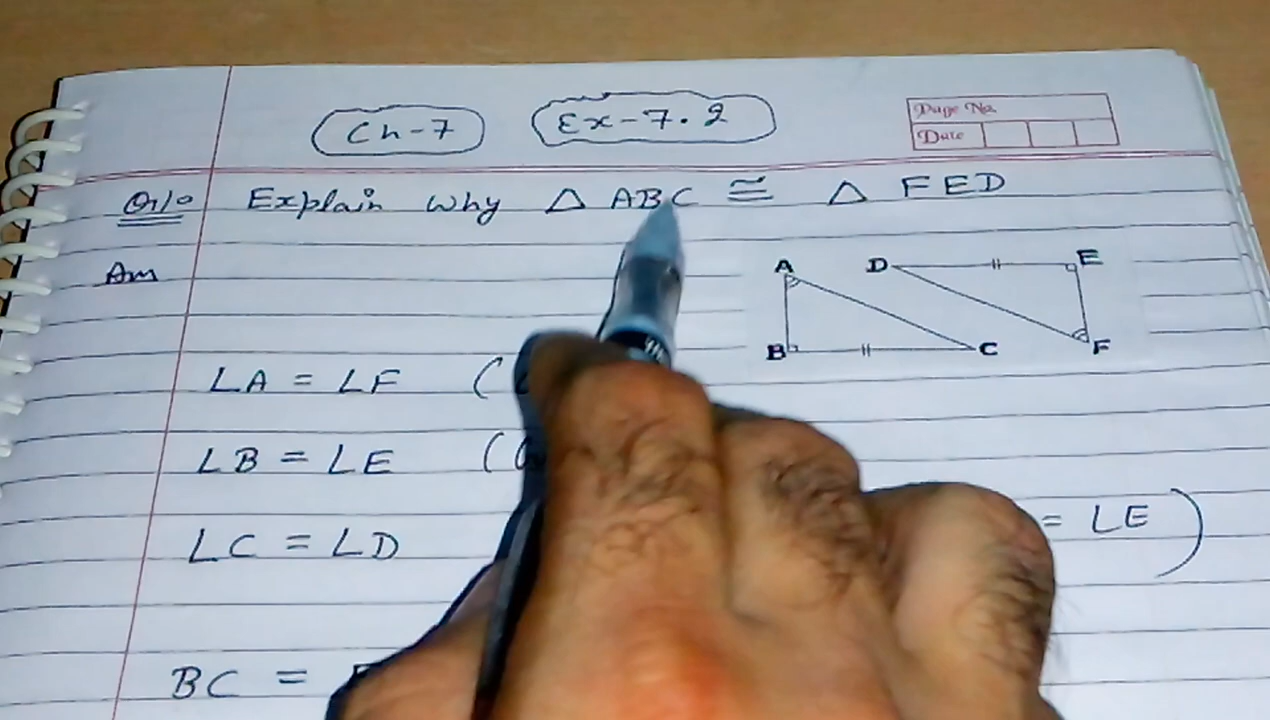 Ch-7 Ex-7.2
Page No.
Date
Q10 Explain why △ ABC ≅ △ FED
Ans
A D E
B C F
∠A = ∠F (
∠B = ∠E (
∠C = ∠D = ∠E )
BC =